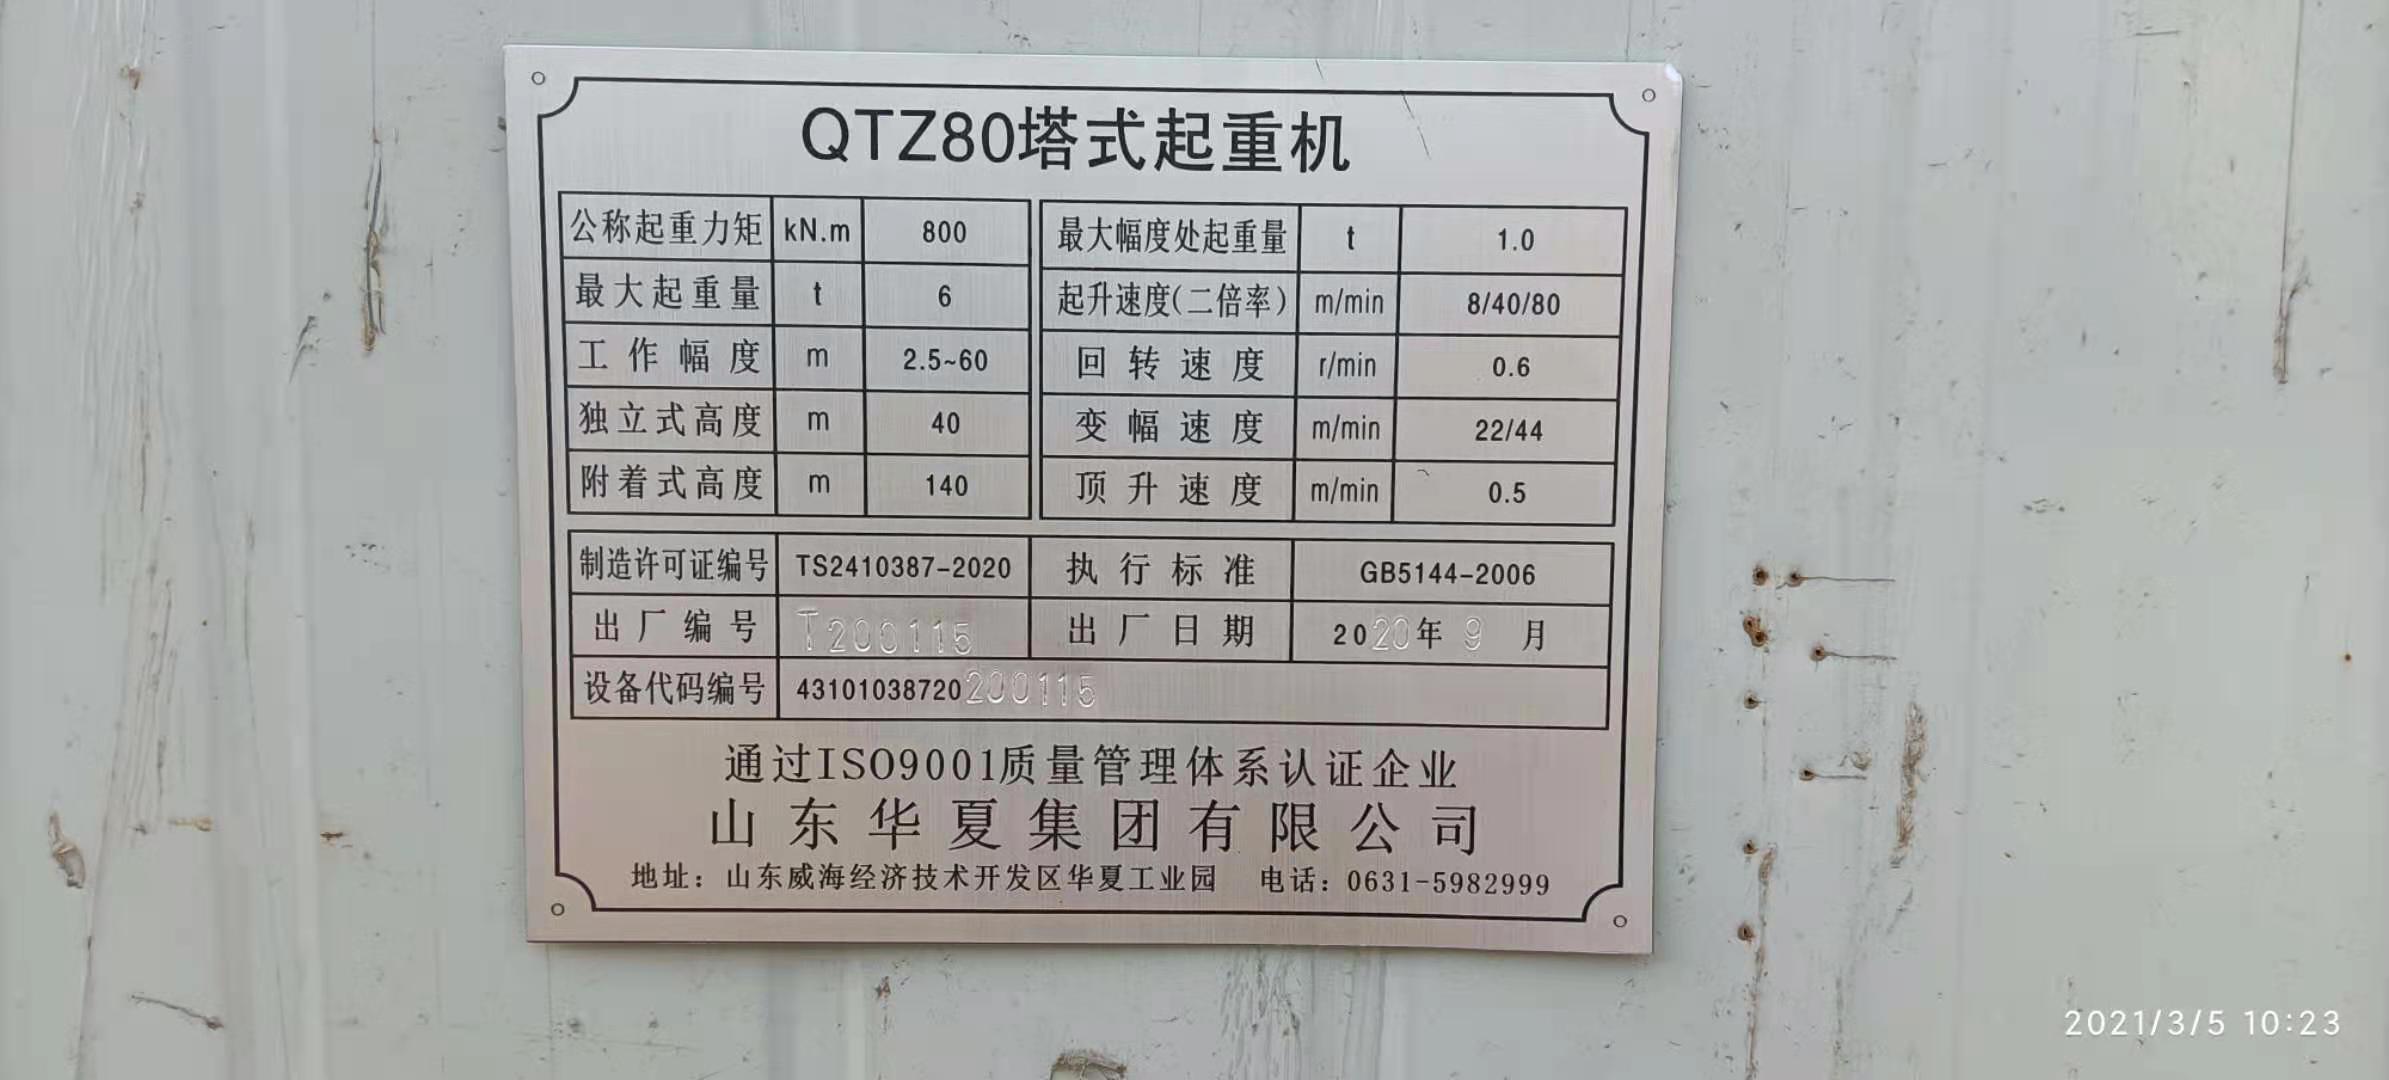 QTZ80塔式起重机
公称起重力矩 kN.m 800 最大幅度处起重量 t 1.0
最大起重量 t 6 起升速度(二倍率) m/min 8/40/80
工作幅度 m 2.5~60 回转速度 r/min 0.6
独立式高度 m 40 变幅速度 m/min 22/44
附着式高度 m 140 顶升速度 m/min 0.5
制造许可证编号 TS2410387-2020 执行标准 GB5144-2006
出厂编号 T200115 出厂日期 2020年9月
设备代码编号 43101038720200115
通过ISO9001质量管理体系认证企业
山东华夏集团有限公司
地址：山东威海经济技术开发区华夏工业园 电话：0631-5982999
2021/3/5 10:23